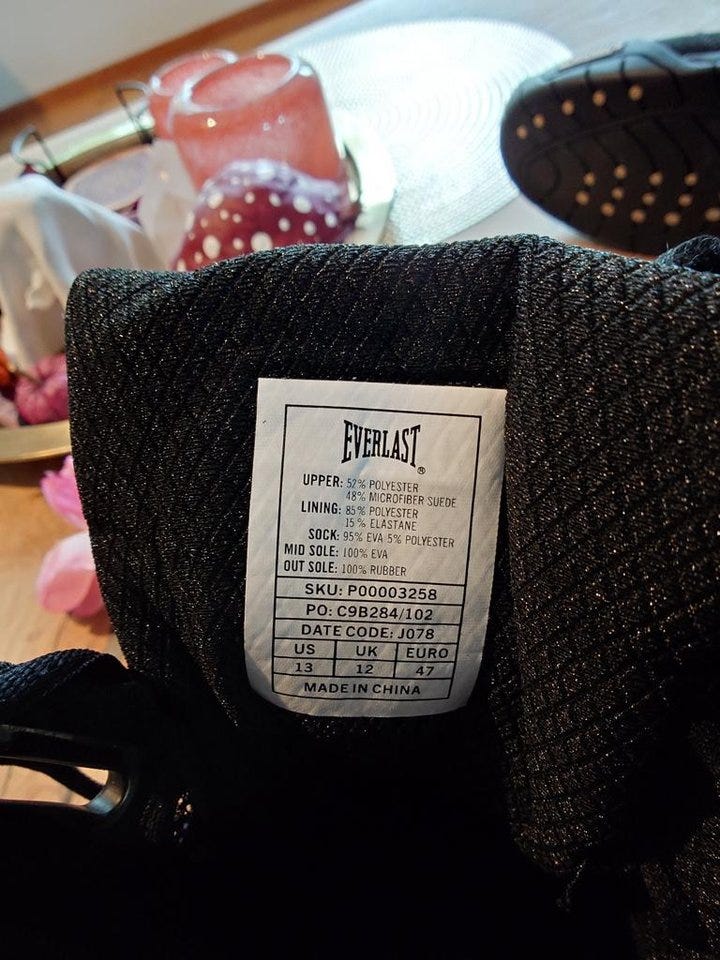 EVERLAST®
UPPER: 52% POLYESTER
48% MICROFIBER SUEDE
LINING: 85% POLYESTER
15% ELASTANE
SOCK: 95% EVA 5% POLYESTER
MID SOLE: 100% EVA
OUT SOLE: 100% RUBBER
SKU: P00003258
PO: C9B284/102
DATE CODE: J078
US UK EURO
13 12 47
MADE IN CHINA